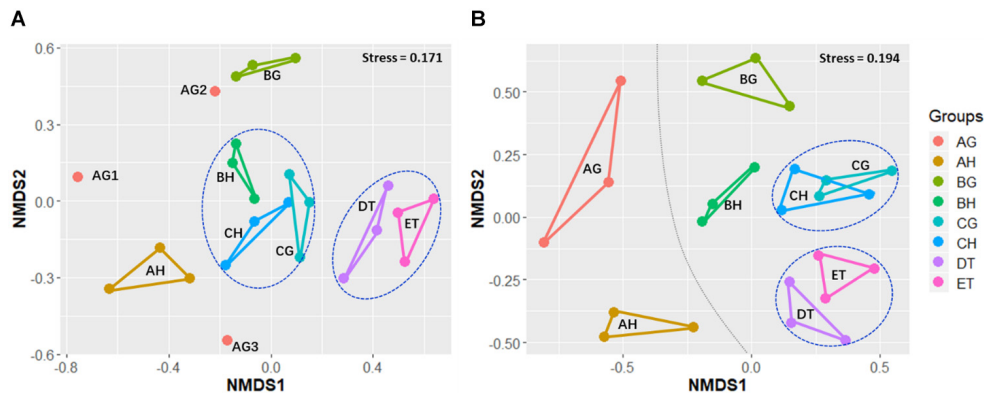 A
B
0.6
0.3
0.0
-0.3
-0.6
NMDS2
-0.8
-0.4
0.0
0.4
NMDS1
Stress = 0.171
BG
AG2
AG1
BH
CH
CG
DT
ET
AH
AG3
0.50
0.25
0.00
-0.25
-0.50
NMDS2
-0.5
0.0
0.5
NMDS1
Stress = 0.194
BG
AG
CG
CH
BH
ET
DT
AH
Groups
AG
AH
BG
BH
CG
CH
DT
ET